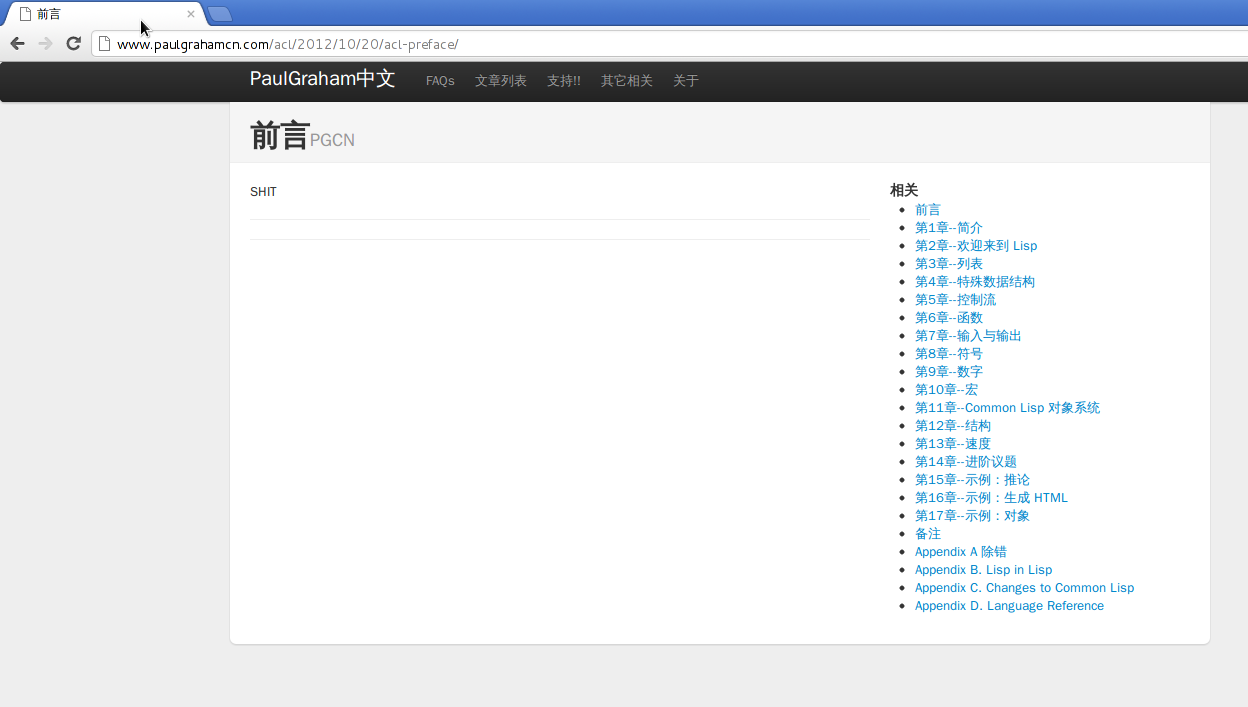 前言
www.paulgrahamcn.com/acl/2012/10/20/acl-preface/
PaulGraham中文 FAQs 文章列表 支持!! 其它相关 关于
前言PGCN
SHIT
相关
前言
第1章--简介
第2章--欢迎来到 Lisp
第3章--列表
第4章--特殊数据结构
第5章--控制流
第6章--函数
第7章--输入与输出
第8章--符号
第9章--数字
第10章--宏
第11章--Common Lisp 对象系统
第12章--结构
第13章--速度
第14章--进阶议题
第15章--示例：推论
第16章--示例：生成 HTML
第17章--示例：对象
备注
Appendix A 除错
Appendix B. Lisp in Lisp
Appendix C. Changes to Common Lisp
Appendix D. Language Reference